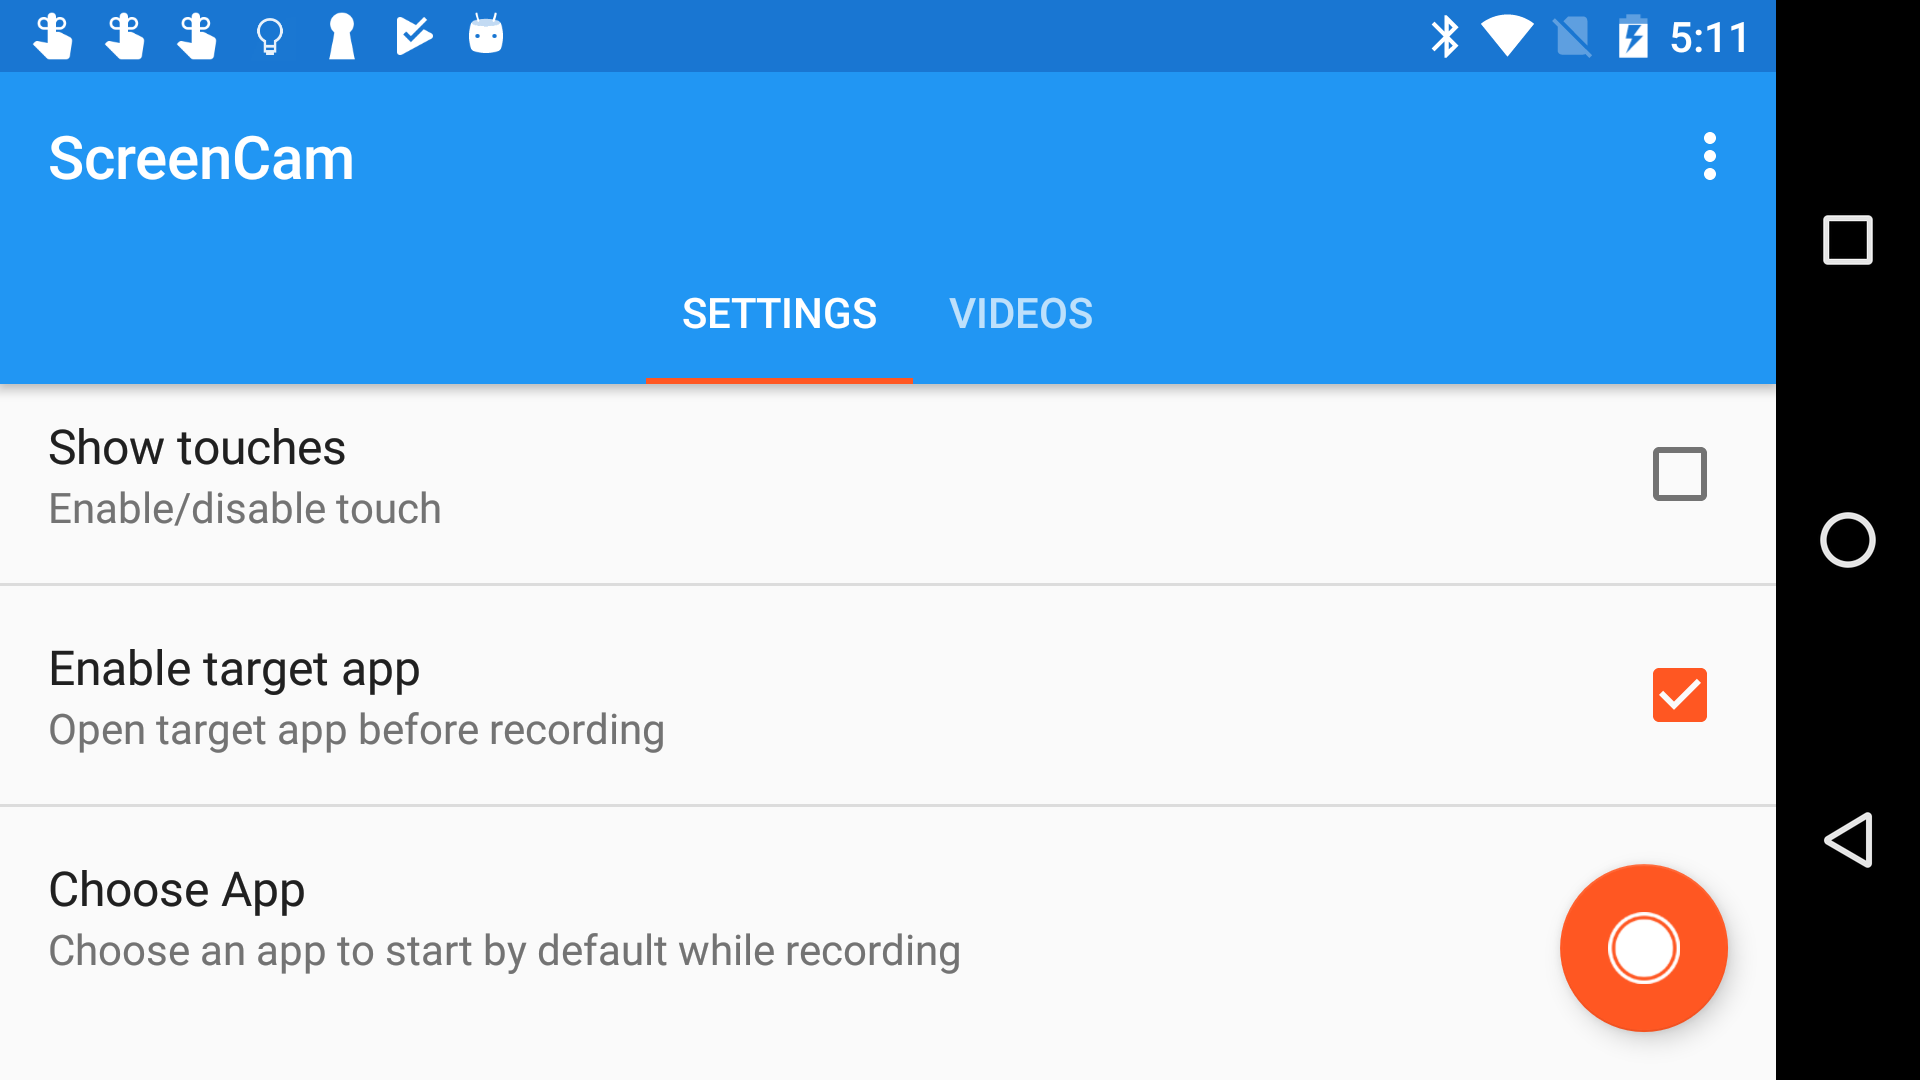 5:11
ScreenCam
SETTINGS VIDEOS
Show touches
Enable/disable touch
Enable target app
Open target app before recording
Choose App
Choose an app to start by default while recording